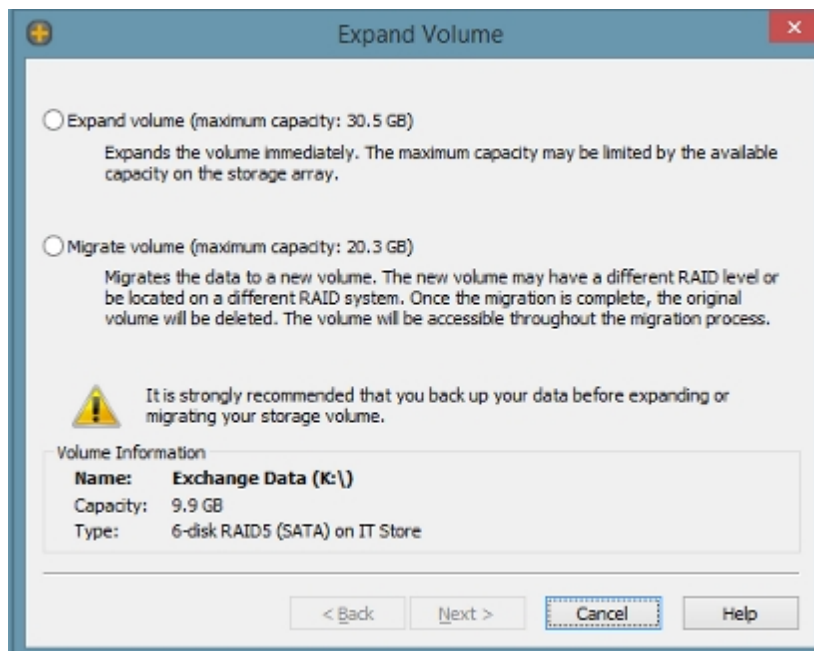 Expand Volume
Expand volume (maximum capacity: 30.5 GB)
Expands the volume immediately. The maximum capacity may be limited by the available
capacity on the storage array.
Migrate volume (maximum capacity: 20.3 GB)
Migrates the data to a new volume. The new volume may have a different RAID level or
be located on a different RAID system. Once the migration is complete, the original
volume will be deleted. The volume will be accessible throughout the migration process.
It is strongly recommended that you back up your data before expanding or
migrating your storage volume.
Volume Information
Name: Exchange Data (K:\)
Capacity: 9.9 GB
Type: 6-disk RAID5 (SATA) on IT Store
< Back Next > Cancel Help